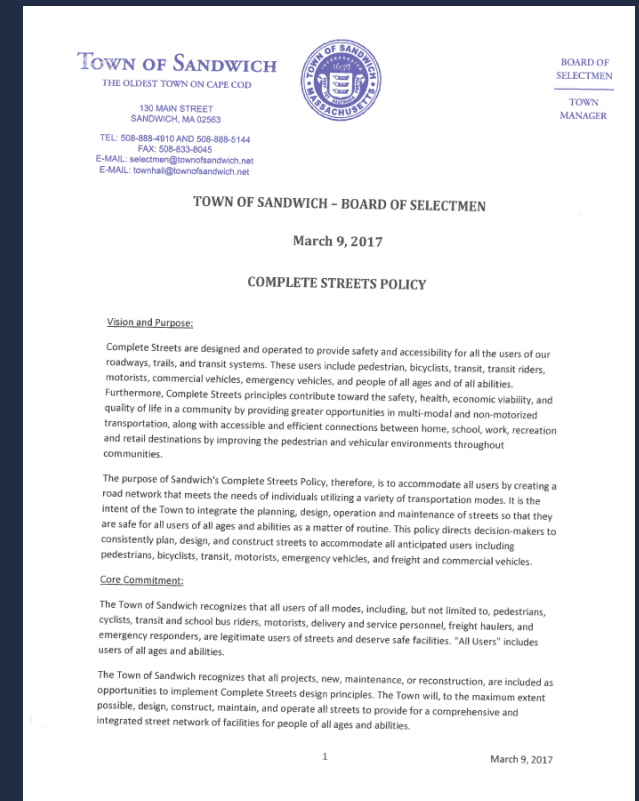 TOWN OF SANDWICH
THE OLDEST TOWN ON CAPE COD
130 MAIN STREET
SANDWICH, MA 02563
TEL: 508-888-4910 AND 508-888-5144
FAX: 508-833-8045
E-MAIL: selectmen@townofsandwich.net
E-MAIL: townhall@townofsandwich.net
TOWN OF SANDWICH
INCORPORATED
1639
MASSACHUSETTS
BOARD OF
SELECTMEN
TOWN
MANAGER
TOWN OF SANDWICH – BOARD OF SELECTMEN
March 9, 2017
COMPLETE STREETS POLICY
Vision and Purpose:
Complete Streets are designed and operated to provide safety and accessibility for all the users of our
roadways, trails, and transit systems. These users include pedestrian, bicyclists, transit, transit riders,
motorists, commercial vehicles, emergency vehicles, and people of all ages and of all abilities.
Furthermore, Complete Streets principles contribute toward the safety, health, economic viability, and
quality of life in a community by providing greater opportunities in multi-modal and non-motorized
transportation, along with accessible and efficient connections between home, school, work, recreation
and retail destinations by improving the pedestrian and vehicular environments throughout
communities.
The purpose of Sandwich's Complete Streets Policy, therefore, is to accommodate all users by creating a
road network that meets the needs of individuals utilizing a variety of transportation modes. It is the
intent of the Town to integrate the planning, design, operation and maintenance of streets so that they
are safe for all users of all ages and abilities as a matter of routine. This policy directs decision-makers to
consistently plan, design, and construct streets to accommodate all anticipated users including
pedestrians, bicyclists, transit, motorists, emergency vehicles, and freight and commercial vehicles.
Core Commitment:
The Town of Sandwich recognizes that all users of all modes, including, but not limited to, pedestrians,
cyclists, transit and school bus riders, motorists, delivery and service personnel, freight haulers, and
emergency responders, are legitimate users of streets and deserve safe facilities. "All Users" includes
users of all ages and abilities.
The Town of Sandwich recognizes that all projects, new, maintenance, or reconstruction, are included as
opportunities to implement Complete Streets design principles. The Town will, to the maximum extent
possible, design, construct, maintain, and operate all streets to provide for a comprehensive and
integrated street network of facilities for people of all ages and abilities.
1
March 9, 2017